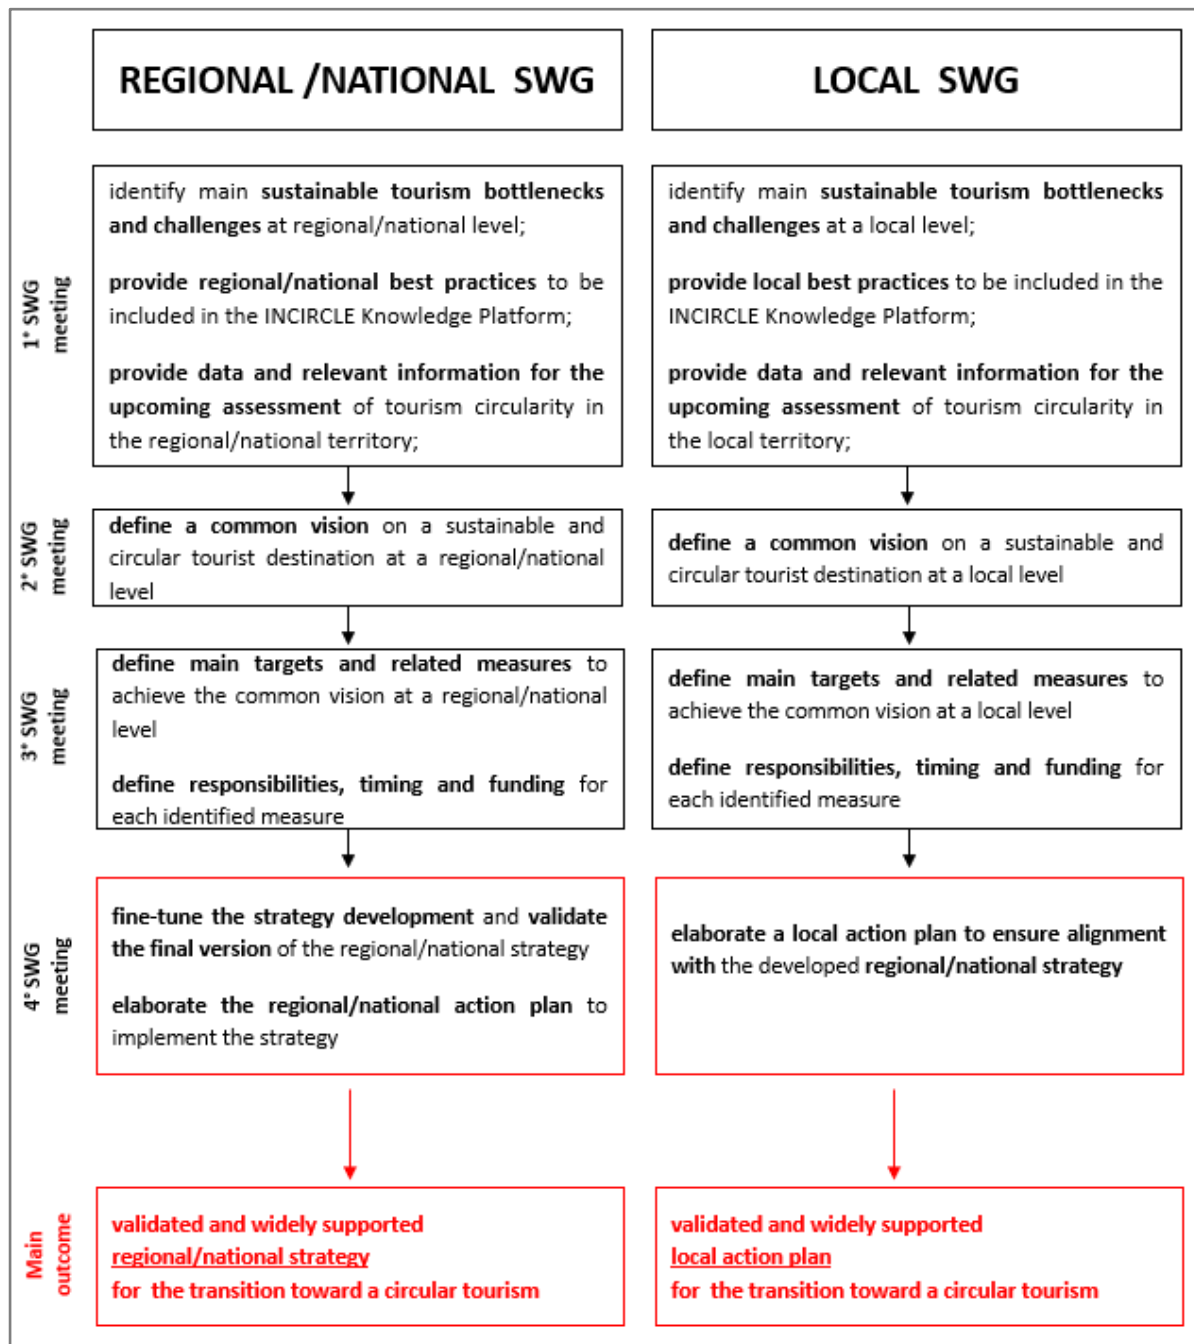 REGIONAL /NATIONAL SWG
LOCAL SWG
1° SWG
meeting
identify main sustainable tourism bottlenecks
and challenges at regional/national level;
provide regional/national best practices to be
included in the INCIRCLE Knowledge Platform;
provide data and relevant information for the
upcoming assessment of tourism circularity in
the regional/national territory;
identify main sustainable tourism bottlenecks
and challenges at a local level;
provide local best practices to be included in the
INCIRCLE Knowledge Platform;
provide data and relevant information for the
upcoming assessment of tourism circularity in
the local territory;
2° SWG
meeting
define a common vision on a sustainable and
circular tourist destination at a regional/national
level
define a common vision on a sustainable and
circular tourist destination at a local level
3° SWG
meeting
define main targets and related measures to
achieve the common vision at a regional/national
level
define responsibilities, timing and funding for
each identified measure
define main targets and related measures to
achieve the common vision at a local level
define responsibilities, timing and funding for
each identified measure
4° SWG
meeting
fine-tune the strategy development and validate
the final version of the regional/national strategy
elaborate the regional/national action plan to
implement the strategy
elaborate a local action plan to ensure alignment
with the developed regional/national strategy
Main
outcome
validated and widely supported
regional/national strategy
for the transition toward a circular tourism
validated and widely supported
local action plan
for the transition toward a circular tourism